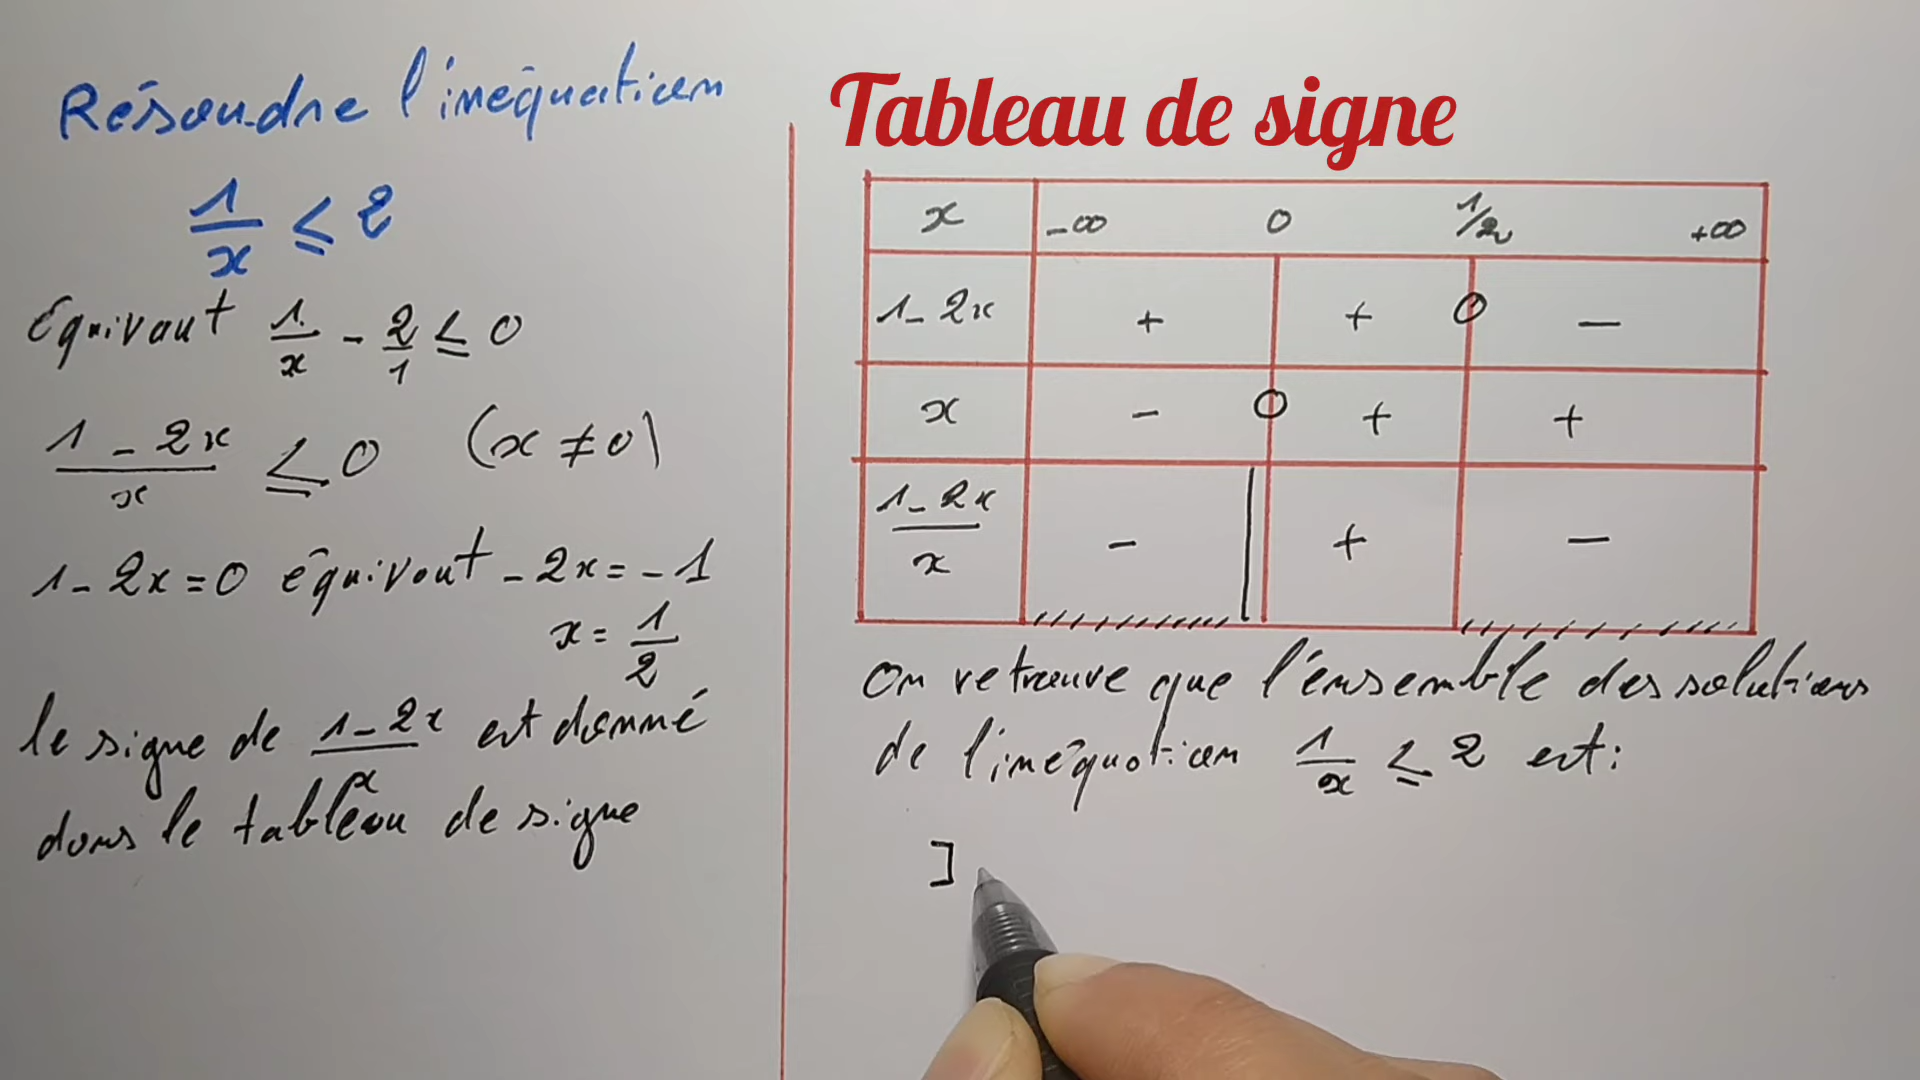 Résoudre l'inéquation
1/x ≤ 2
équivaut 1/x - 2/1 ≤ 0
(1 - 2x)/x ≤ 0 (x ≠ 0)
1 - 2x = 0 équivaut - 2x = - 1
x = 1/2
le signe de (1 - 2x)/x est donné
dans le tableau de signe
Tableau de signe
x -∞ 0 1/2 +∞
1 - 2x + + 0 -
x - 0 + +
(1 - 2x)/x - + -
on retrouve que l'ensemble des solutions
de l'inéquation 1/x ≤ 2 est :
]